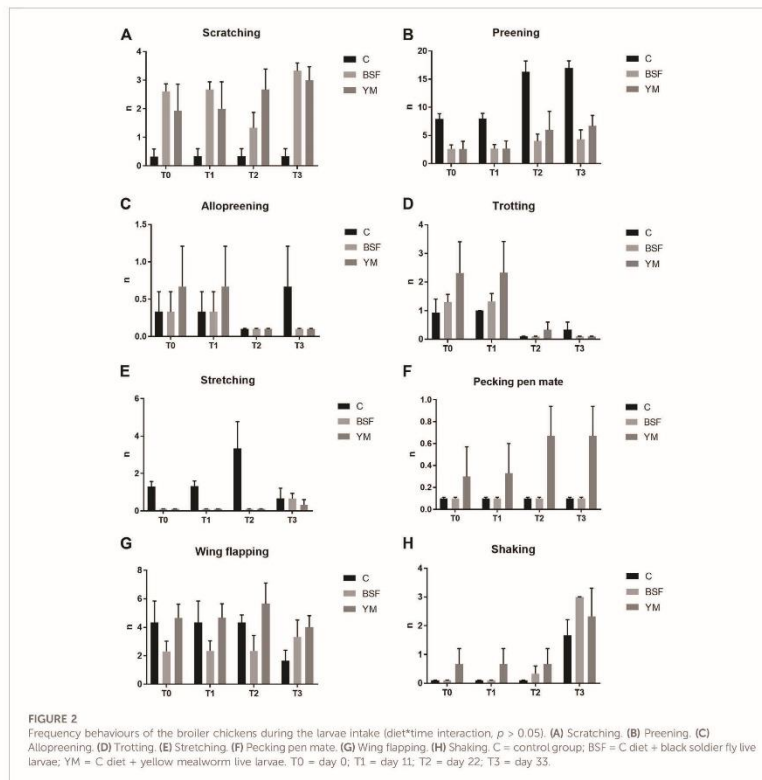 A
Scratching
4
3
2
1
0
n
T0 T1 T2 T3
C
BSF
YM
B
Preening
20
15
10
5
0
n
T0 T1 T2 T3
C
BSF
YM
C
Allopreening
1.5
1.0
0.5
0.0
n
T0 T1 T2 T3
C
BSF
YM
D
Trotting
4
3
2
1
0
n
T0 T1 T2 T3
C
BSF
YM
E
Stretching
6
4
2
0
n
T0 T1 T2 T3
C
BSF
YM
F
Pecking pen mate
1.0
0.8
0.6
0.4
0.2
0.0
n
T0 T1 T2 T3
C
BSF
YM
G
Wing flapping
8
6
4
2
0
n
T0 T1 T2 T3
C
BSF
YM
H
Shaking
4
3
2
1
0
n
T0 T1 T2 T3
C
BSF
YM
FIGURE 2
Frequency behaviours of the broiler chickens during the larvae intake (diet*time interaction, p > 0.05). (A) Scratching. (B) Preening. (C)
Allopreening. (D) Trotting. (E) Stretching. (F) Pecking pen mate. (G) Wing flapping. (H) Shaking. C = control group; BSF = C diet + black soldier fly live
larvae; YM = C diet + yellow mealworm live larvae. T0 = day 0; T1 = day 11; T2 = day 22; T3 = day 33.